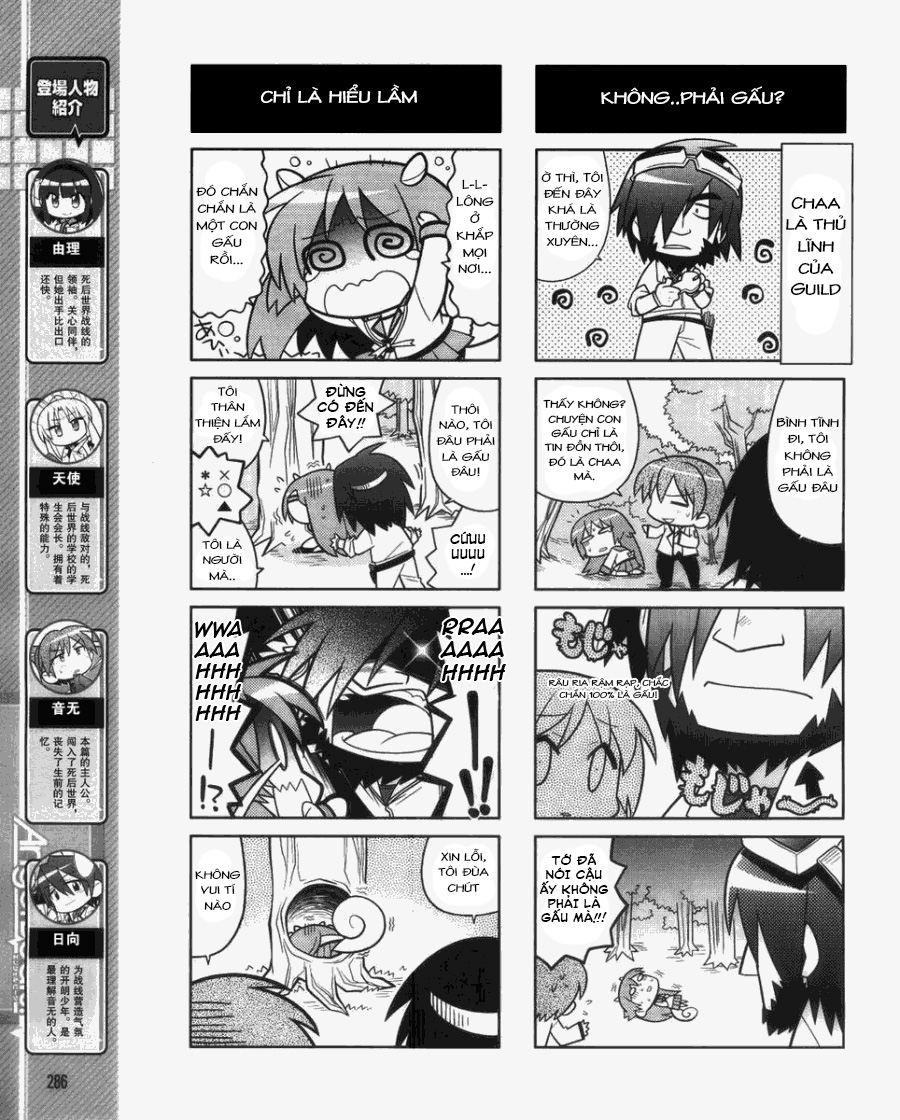 KHÔNG..PHẢI GẤU?
CHAA
LÀ THỦ
LĨNH
CỦA
GUILD
Ở THÌ, TÔI
ĐẾN ĐÂY
KHÁ LÀ
THƯỜNG
XUYÊN...
BÌNH TĨNH
ĐI, TÔI
KHÔNG
PHẢI LÀ
GẤU ĐÂU
THẤY KHÔNG?
CHUYỆN CON
GẤU CHỈ LÀ
TIN ĐỒN THÔI,
ĐÓ LÀ CHAA
MÀ.
もじゃ
RÂU RIA RẬM RẠP, CHẮC
CHẮN 100% LÀ GẤU!
もじゃ
TỚ ĐÃ
NÓI CẬU
ẤY KHÔNG
PHẢI LÀ
GẤU MÀ!!!
CHỈ LÀ HIỂU LẦM
L-L-
LÔNG
Ở
KHẮP
MỌI
NƠI...
ĐÓ CHẮN
CHẮN LÀ
MỘT CON
GẤU
RỒI...
THÔI
NÀO, TÔI
ĐÂU PHẢI
LÀ GẤU
ĐÂU!
ĐỪNG
CÓ ĐẾN
ĐÂY!!
CỨUU
UUUU
....!
TÔI
THÂN
THIỆN LẮM
ĐẤY!
* ×
☆ ○
▲
TÔI LÀ
NGƯỜI
MÀ..
RRAA
ÀÀÀÀ
HHHH
!!
WWA
AAA
HHH
HHH
HHH
!?
XIN LỖI,
TÔI ĐÙA
CHÚT
KHÔNG
VUI TÍ
NÀO
登場人物
紹介
由理
死后世界战线的
领袖。关心同伴，
但她出手比出口
还快。
天使
与战线敌对的，死
后世界的学校的学
生会会长。拥有着
特殊的能力。
音无
本篇的主人公。
闯入了死后世界，
丧失了生前的记
忆。
日向
为战线营造气氛
的开朗少年。是
最理解音无的人。
286